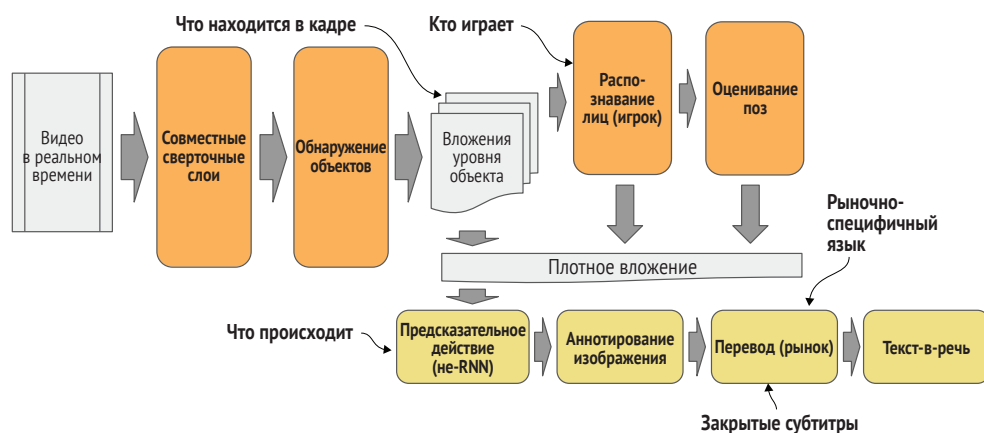 Что находится в кадре
Кто играет
Видео
в реальном
времени
Совместные
сверточные
слои
Обнаружение
объектов
Вложения
уровня
объекта
Распо-
знавание
лиц (игрок)
Оценивание
поз
Рыночно-
специфичный
язык
Плотное вложение
Что происходит
Предсказательное
действие
(не-RNN)
Аннотирование
изображения
Перевод (рынок)
Текст-в-речь
Закрытые субтитры